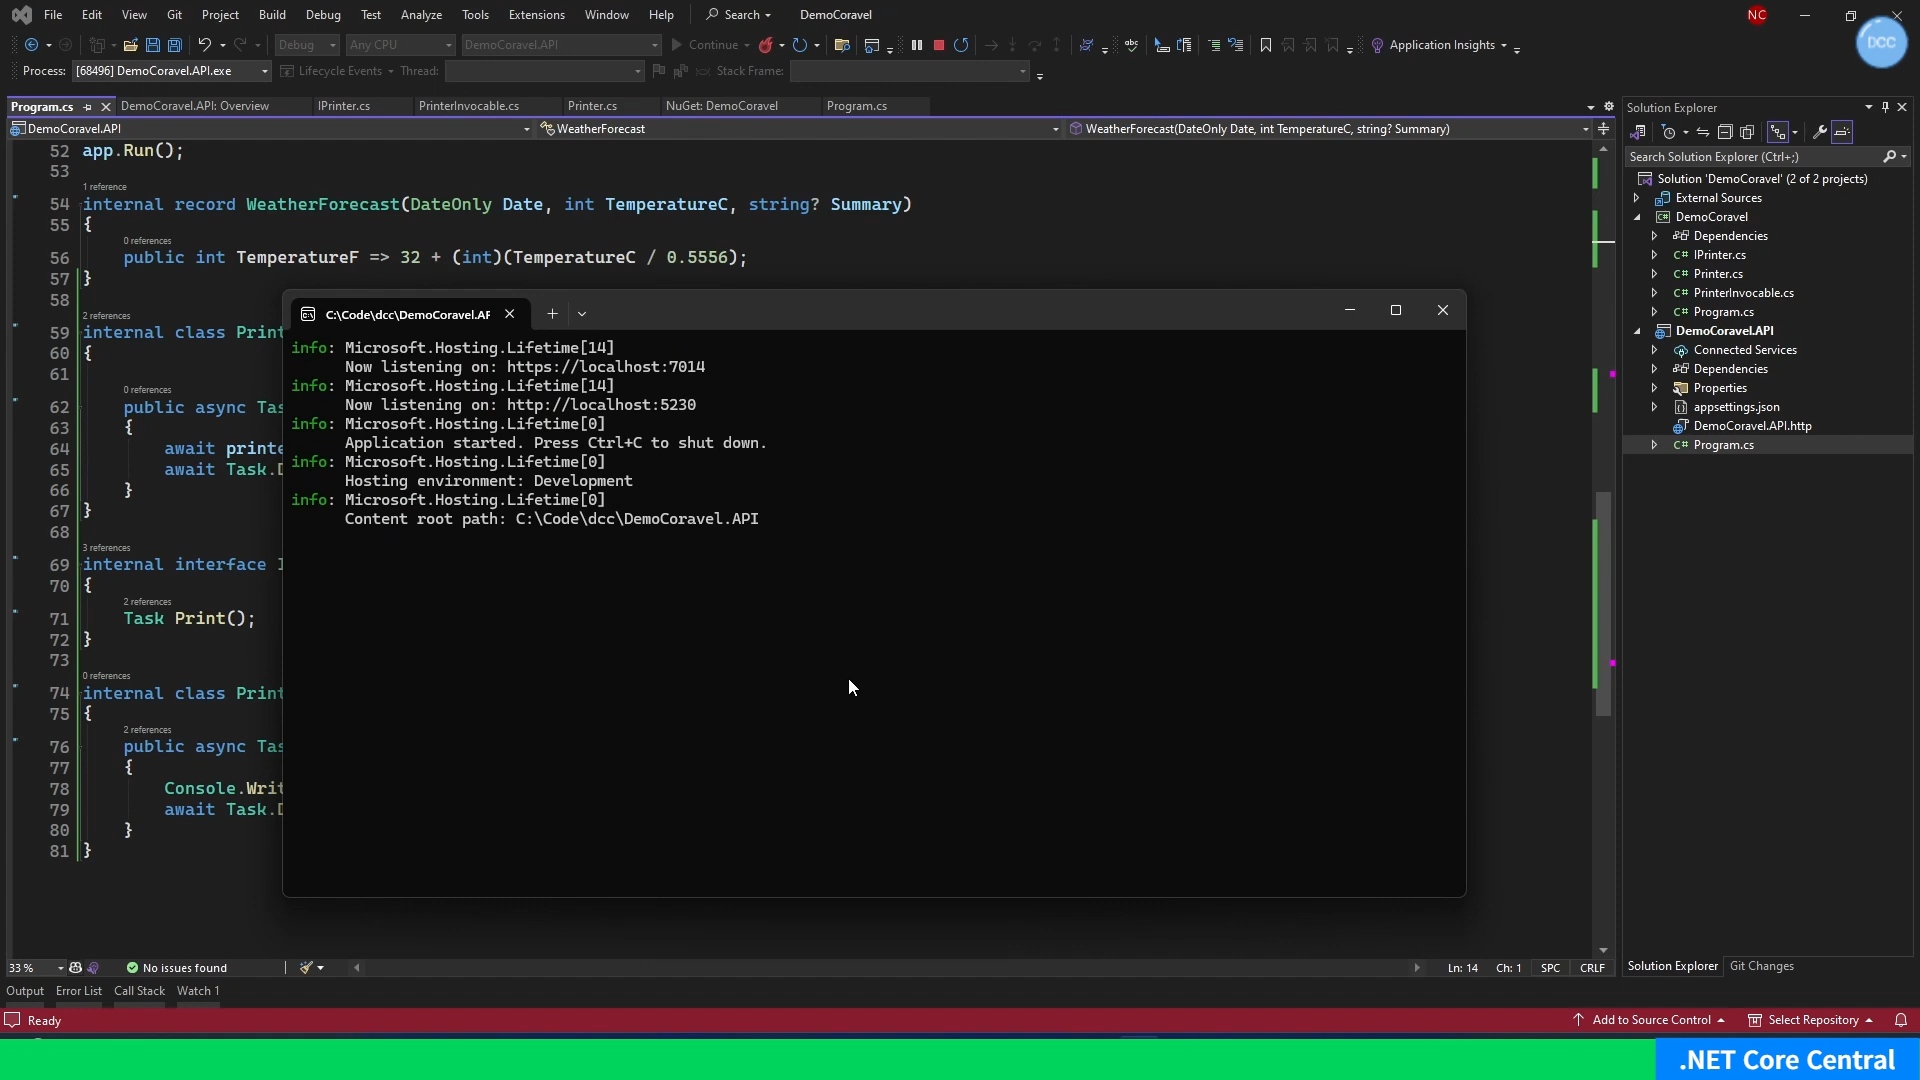 File Edit View Git Project Build Debug Test Analyze Tools Extensions Window Help Search DemoCoravel NC
Debug Any CPU DemoCoravel.API Continue Application Insights DCC
Process: [68496] DemoCoravel.API.exe Lifecycle Events Thread: Stack Frame:
Program.cs DemoCoravel.API: Overview IPrinter.cs PrinterInvocable.cs Printer.cs NuGet: DemoCoravel Program.cs
DemoCoravel.API WeatherForecast WeatherForecast(DateOnly Date, int TemperatureC, string? Summary)
52 app.Run();
53
1 reference
54 internal record WeatherForecast(DateOnly Date, int TemperatureC, string? Summary)
55 {
0 references
56 public int TemperatureF => 32 + (int)(TemperatureC / 0.5556);
57 }
58
2 references
59 internal class Print
60 {
61
0 references
62 public async Tas
63 {
64 await printe
65 await Task.D
66 }
67 }
68
3 references
69 internal interface I
70 {
2 references
71 Task Print();
72 }
73
0 references
74 internal class Print
75 {
2 references
76 public async Tas
77 {
78 Console.Writ
79 await Task.D
80 }
81 }
C:\Code\dcc\DemoCoravel.AF
info: Microsoft.Hosting.Lifetime[14]
Now listening on: https://localhost:7014
info: Microsoft.Hosting.Lifetime[14]
Now listening on: http://localhost:5230
info: Microsoft.Hosting.Lifetime[0]
Application started. Press Ctrl+C to shut down.
info: Microsoft.Hosting.Lifetime[0]
Hosting environment: Development
info: Microsoft.Hosting.Lifetime[0]
Content root path: C:\Code\dcc\DemoCoravel.API
Solution Explorer
Search Solution Explorer (Ctrl+;)
Solution 'DemoCoravel' (2 of 2 projects)
External Sources
DemoCoravel
Dependencies
C# IPrinter.cs
C# Printer.cs
C# PrinterInvocable.cs
C# Program.cs
DemoCoravel.API
Connected Services
Dependencies
Properties
appsettings.json
DemoCoravel.API.http
C# Program.cs
33 % No issues found Ln: 14 Ch: 1 SPC CRLF
Solution Explorer Git Changes
Output Error List Call Stack Watch 1
Ready Add to Source Control Select Repository
.NET Core Central